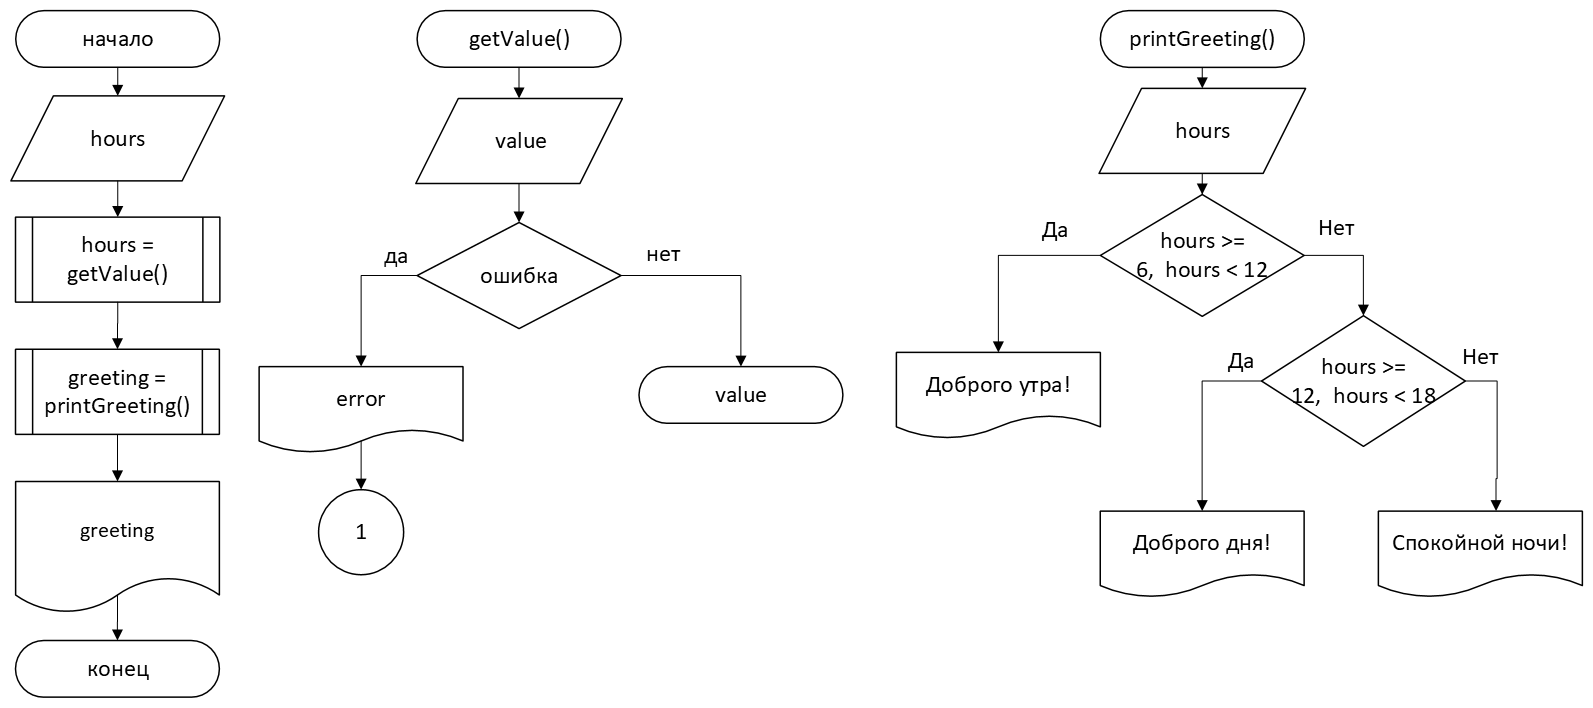 начало
hours
hours =
getValue()
greeting =
printGreeting()
greeting
конец
getValue()
value
ошибка
да
нет
error
value
1
printGreeting()
hours
Да
Нет
hours >=
6,  hours < 12
Доброго утра!
Да
Нет
hours >=
12,  hours < 18
Доброго дня!
Спокойной ночи!